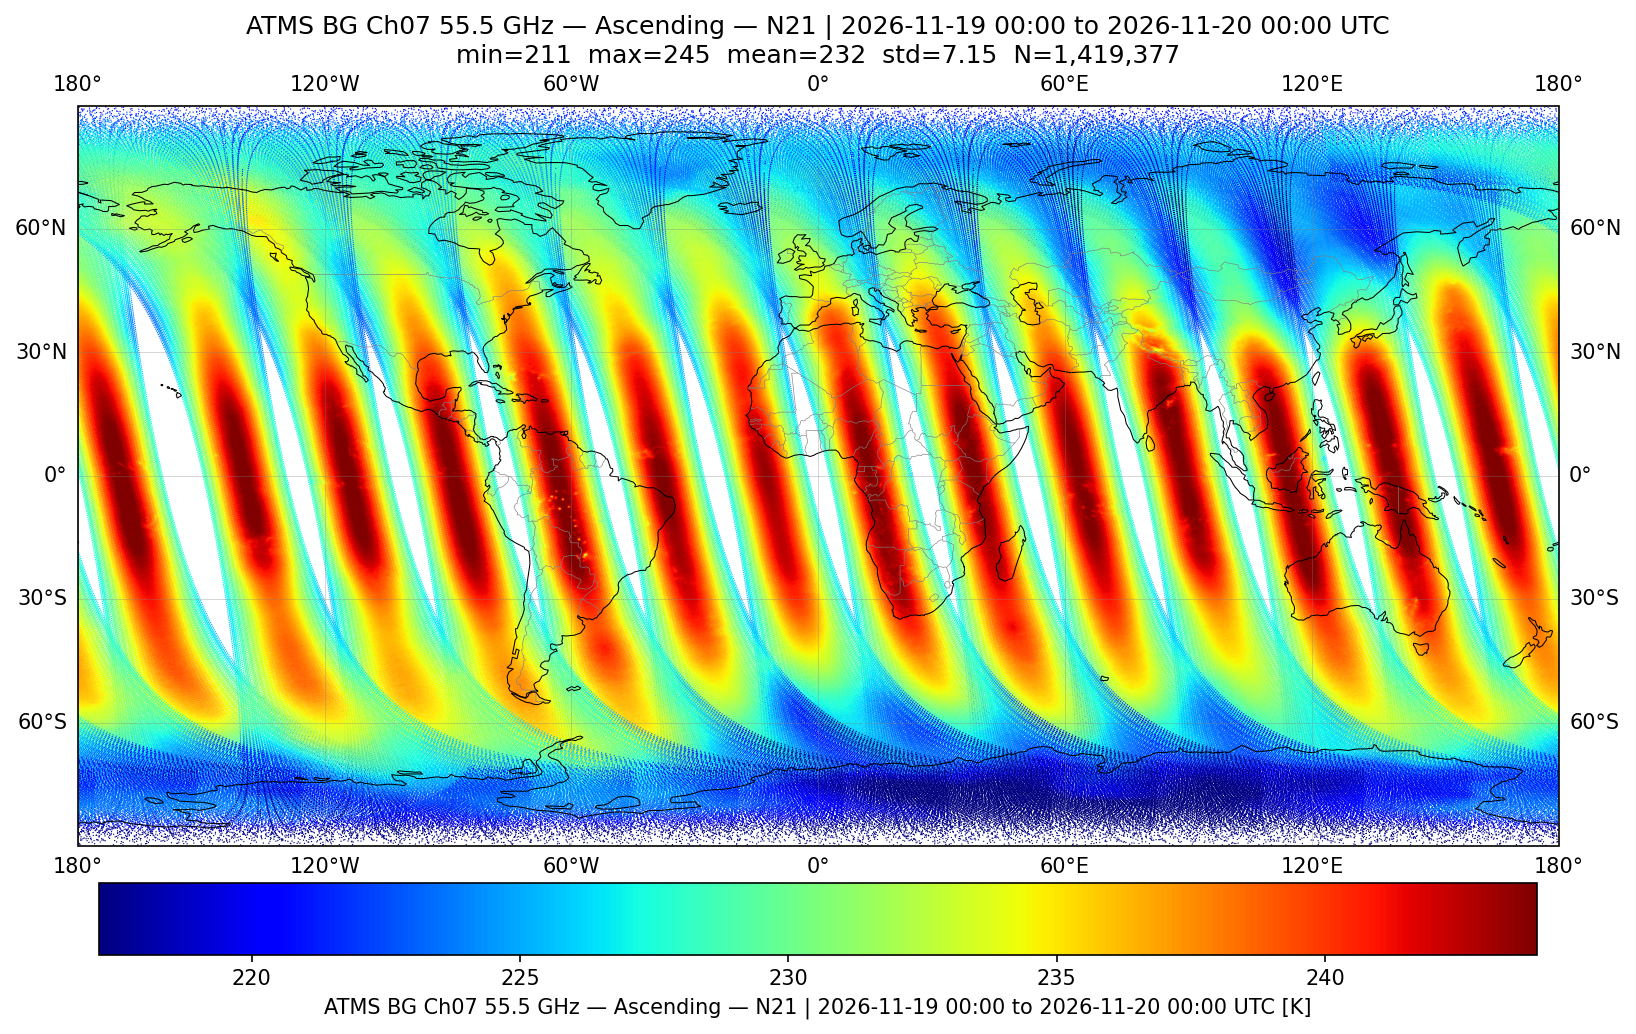 ATMS BG Ch07 55.5 GHz — Ascending — N21 | 2026-11-19 00:00 to 2026-11-20 00:00 UTC
min=211  max=245  mean=232  std=7.15  N=1,419,377
180° 120°W 60°W 0° 60°E 120°E 180°
60°N 60°N
30°N 30°N
0° 0°
30°S 30°S
60°S 60°S
180° 120°W 60°W 0° 60°E 120°E 180°
220 225 230 235 240
ATMS BG Ch07 55.5 GHz — Ascending — N21 | 2026-11-19 00:00 to 2026-11-20 00:00 UTC [K]